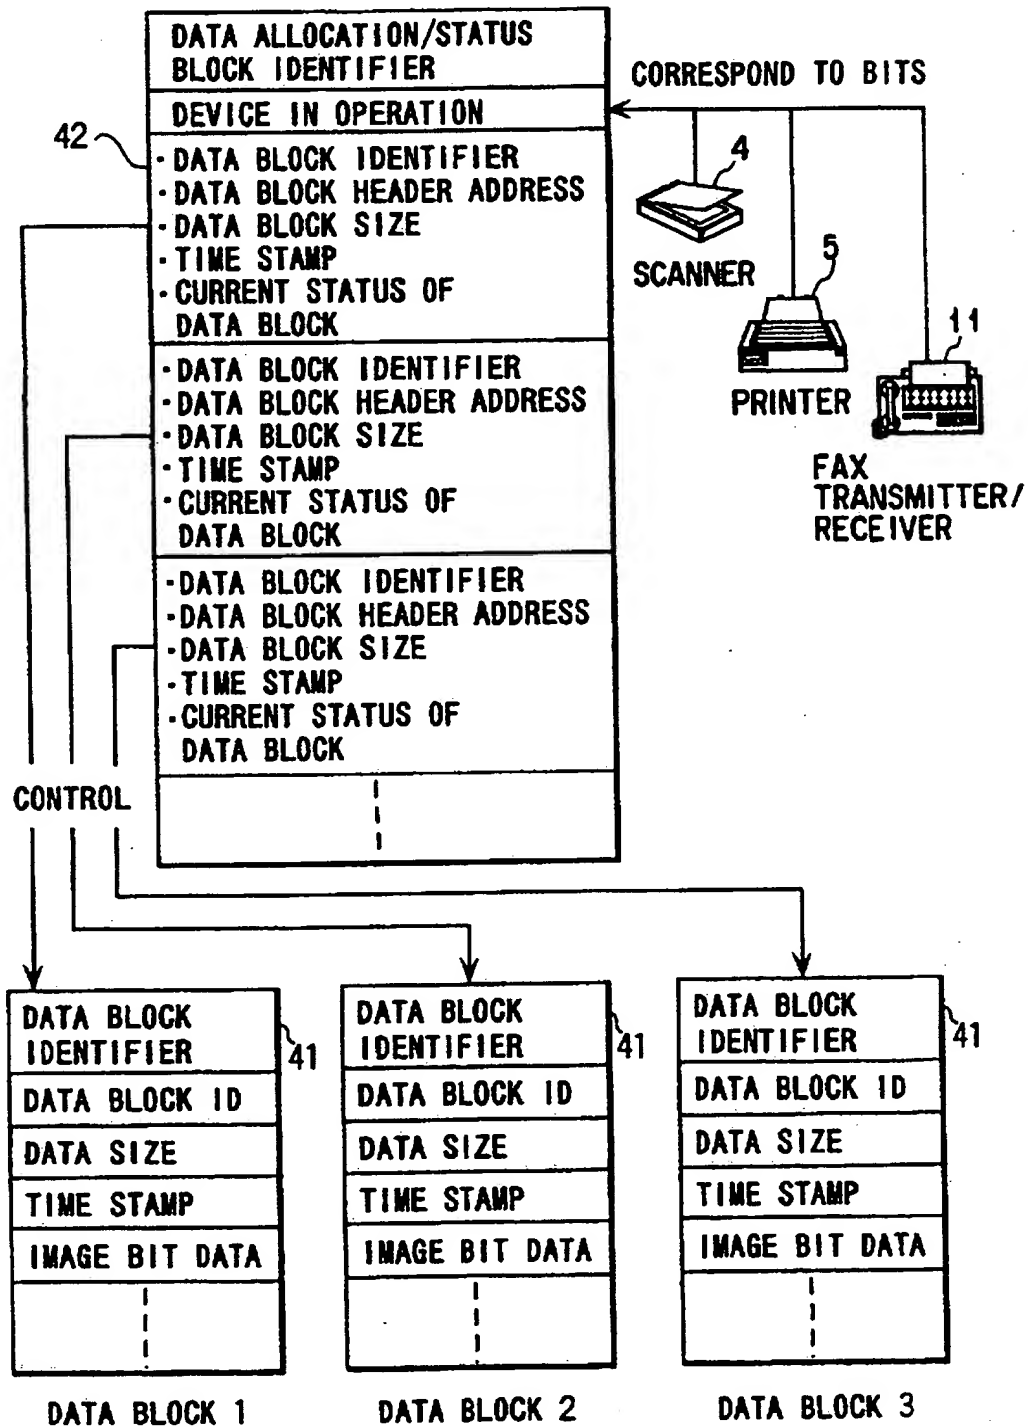 DATA ALLOCATION/STATUS
BLOCK IDENTIFIER
DEVICE IN OPERATION
42
· DATA BLOCK IDENTIFIER
· DATA BLOCK HEADER ADDRESS
· DATA BLOCK SIZE
· TIME STAMP
· CURRENT STATUS OF
DATA BLOCK
· DATA BLOCK IDENTIFIER
· DATA BLOCK HEADER ADDRESS
· DATA BLOCK SIZE
· TIME STAMP
· CURRENT STATUS OF
DATA BLOCK
· DATA BLOCK IDENTIFIER
· DATA BLOCK HEADER ADDRESS
· DATA BLOCK SIZE
· TIME STAMP
· CURRENT STATUS OF
DATA BLOCK
CORRESPOND TO BITS
4
SCANNER
5
PRINTER
11
FAX
TRANSMITTER/
RECEIVER
CONTROL
DATA BLOCK
IDENTIFIER
41
DATA BLOCK ID
DATA SIZE
TIME STAMP
IMAGE BIT DATA
DATA BLOCK 1
DATA BLOCK
IDENTIFIER
41
DATA BLOCK ID
DATA SIZE
TIME STAMP
IMAGE BIT DATA
DATA BLOCK 2
DATA BLOCK
IDENTIFIER
41
DATA BLOCK ID
DATA SIZE
TIME STAMP
IMAGE BIT DATA
DATA BLOCK 3